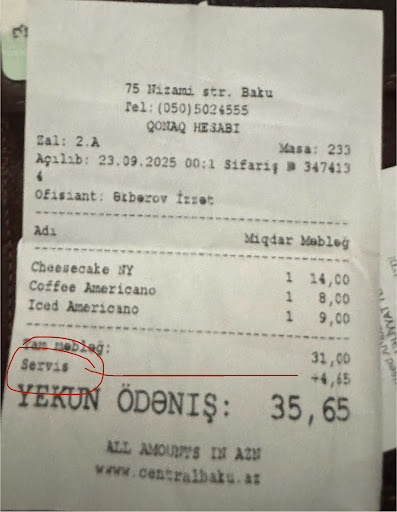 75 Nizami str. Baku
Tel:(050)5024555
QONAQ HESABI
Zal: 2.A Masa: 233
Açılıb: 23.09.2025 00:1 Sifariş № 347413
4
Ofisiant: Əkbərov İzzət
Adı Miqdar Məbləğ
Cheesecake NY 1 14,00
Coffee Americano 1 8,00
Iced Americano 1 9,00
Tam məbləğ: 31,00
Servis +4,65
YEKUN ÖDƏNİŞ: 35,65
ALL AMOUNTS IN AZN
www.centralbaku.az